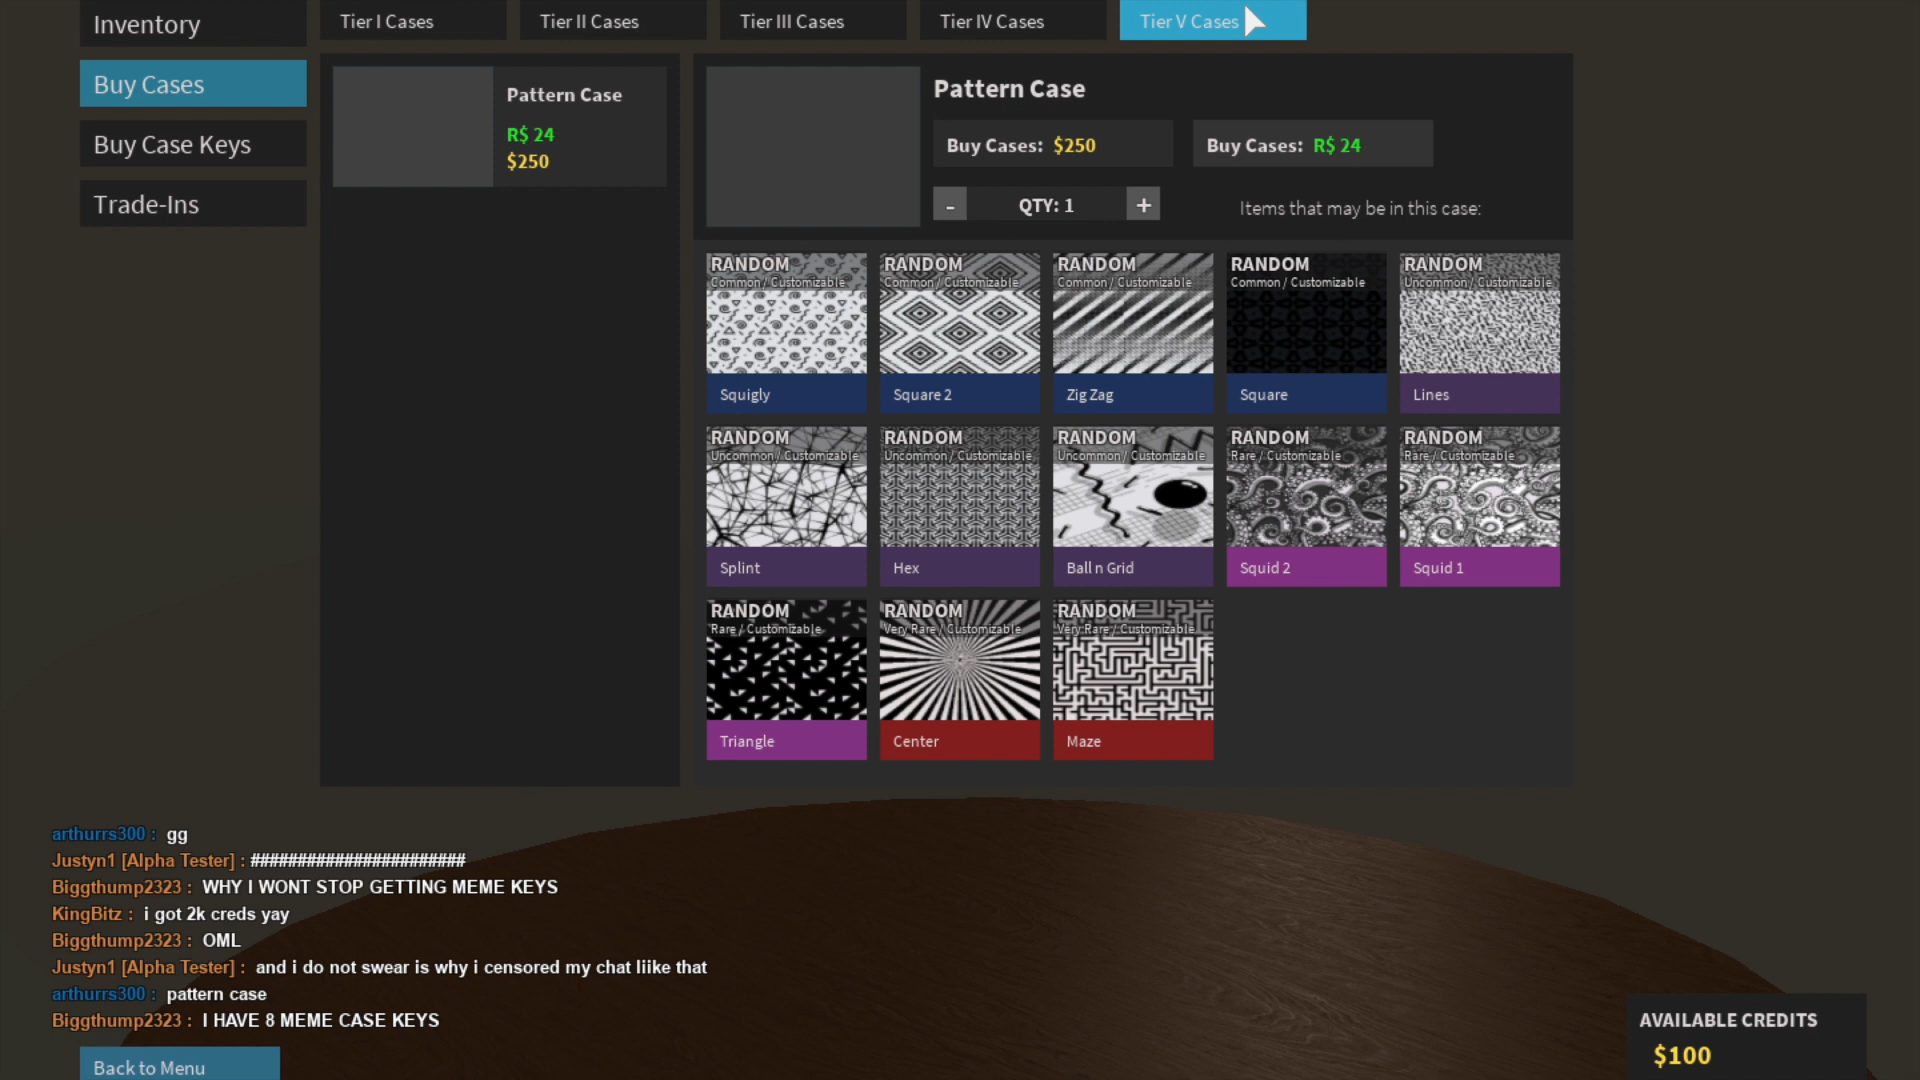 Inventory
Tier I Cases
Tier II Cases
Tier III Cases
Tier IV Cases
Tier V Cases
Buy Cases
Buy Case Keys
Trade-Ins
Pattern Case
R$ 24
$250
Pattern Case
Buy Cases: $250
Buy Cases: R$ 24
- QTY: 1 +
Items that may be in this case:
RANDOM
Common / Customizable
Squigly
RANDOM
Common / Customizable
Square 2
RANDOM
Common / Customizable
Zig Zag
RANDOM
Common / Customizable
Square
RANDOM
Uncommon / Customizable
Lines
RANDOM
Uncommon / Customizable
Splint
RANDOM
Uncommon / Customizable
Hex
RANDOM
Uncommon / Customizable
Ball n Grid
RANDOM
Rare / Customizable
Squid 2
RANDOM
Rare / Customizable
Squid 1
RANDOM
Rare / Customizable
Triangle
RANDOM
Very Rare / Customizable
Center
RANDOM
Very Rare / Customizable
Maze
arthurrs300 : gg
Justyn1 [Alpha Tester] : #######################
Biggthump2323 : WHY I WONT STOP GETTING MEME KEYS
KingBitz : i got 2k creds yay
Biggthump2323 : OML
Justyn1 [Alpha Tester] : and i do not swear is why i censored my chat liike that
arthurrs300 : pattern case
Biggthump2323 : I HAVE 8 MEME CASE KEYS
Back to Menu
AVAILABLE CREDITS
$100